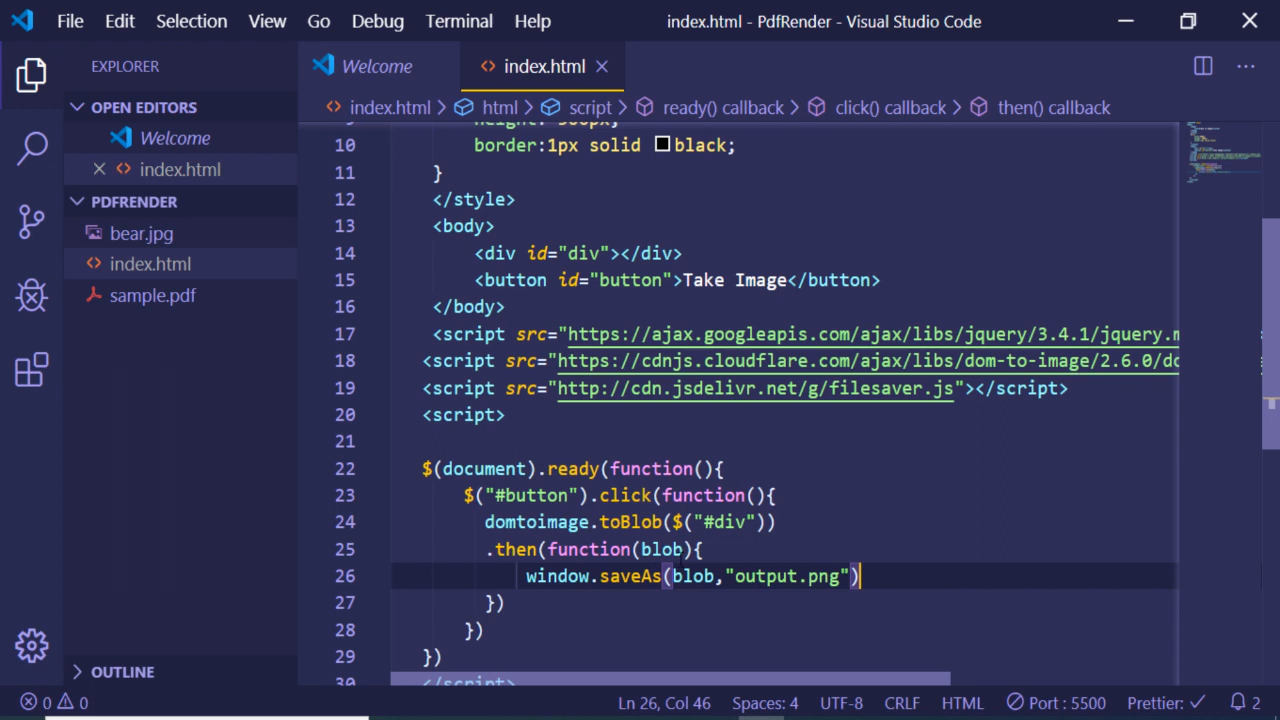 File Edit Selection View Go Debug Terminal Help index.html - PdfRender - Visual Studio Code
EXPLORER
OPEN EDITORS
Welcome
index.html
PDFRENDER
bear.jpg
index.html
sample.pdf
OUTLINE
Welcome index.html
index.html > html > script > ready() callback > click() callback > then() callback
10 border:1px solid black;
11 }
12 </style>
13 <body>
14 <div id="div"></div>
15 <button id="button">Take Image</button>
16 </body>
17 <script src="https://ajax.googleapis.com/ajax/libs/jquery/3.4.1/jquery.m
18 <script src="https://cdnjs.cloudflare.com/ajax/libs/dom-to-image/2.6.0/do
19 <script src="http://cdn.jsdelivr.net/g/filesaver.js"></script>
20 <script>
21
22 $(document).ready(function(){
23 $("#button").click(function(){
24 domtoimage.toBlob($("#div"))
25 .then(function(blob){
26 window.saveAs(blob,"output.png")
27 })
28 })
29 })
30 </script>
0 0 Ln 26, Col 46 Spaces: 4 UTF-8 CRLF HTML Port : 5500 Prettier: 2